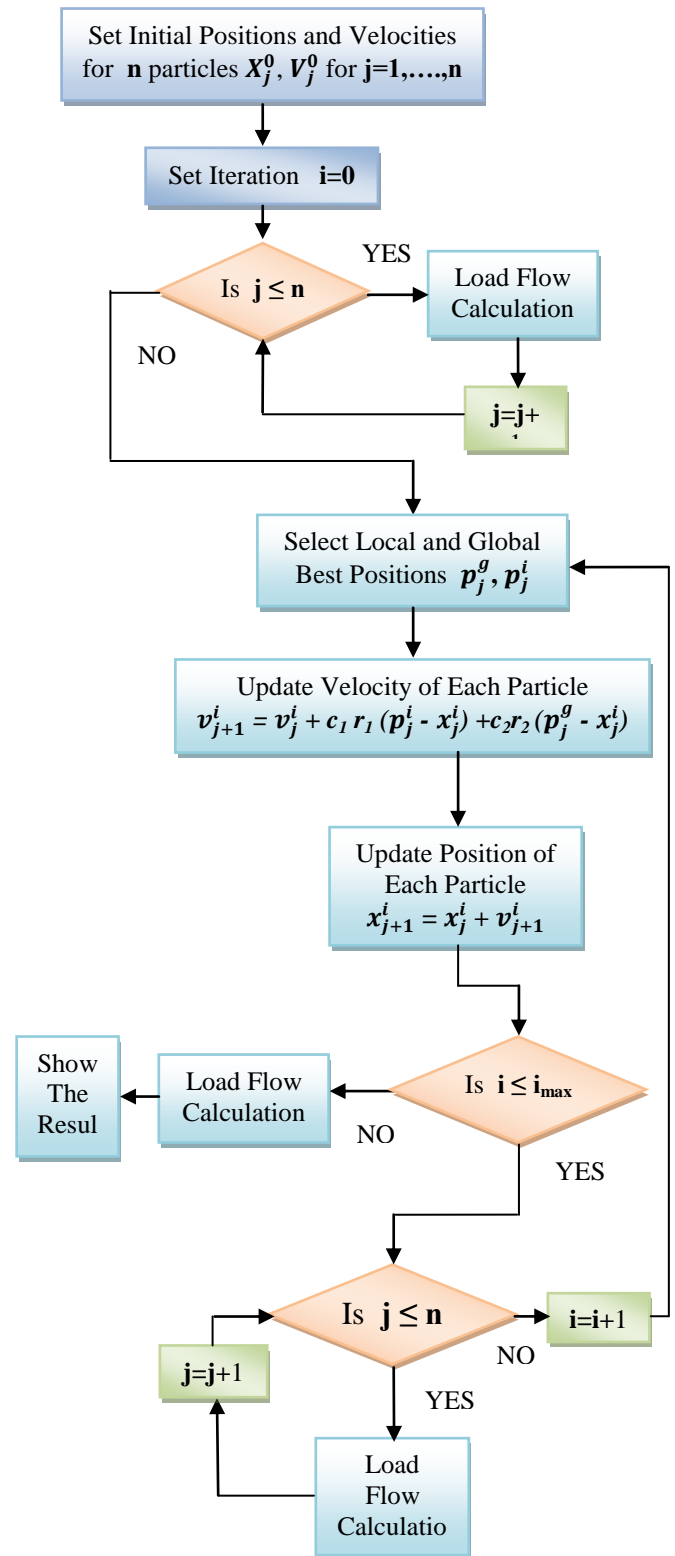 Set Initial Positions and Velocities
for n particles X_j^0, V_j^0 for j=1,....,n
Set Iteration i=0
Is j ≤ n
YES
Load Flow
Calculation
NO
j=j+
Select Local and Global
Best Positions p_j^g, p_j^i
Update Velocity of Each Particle
v_{j+1}^i = v_j^i + c_1 r_1 (p_j^i - x_j^i) +c_2r_2(p_j^g - x_j^i)
Update Position of
Each Particle
x_{j+1}^i = x_j^i + v_{j+1}^i
Is i ≤ i_{max}
NO
Load Flow
Calculation
Show
The
Resul
YES
Is j ≤ n
NO
i=i+1
j=j+1
YES
Load
Flow
Calculatio